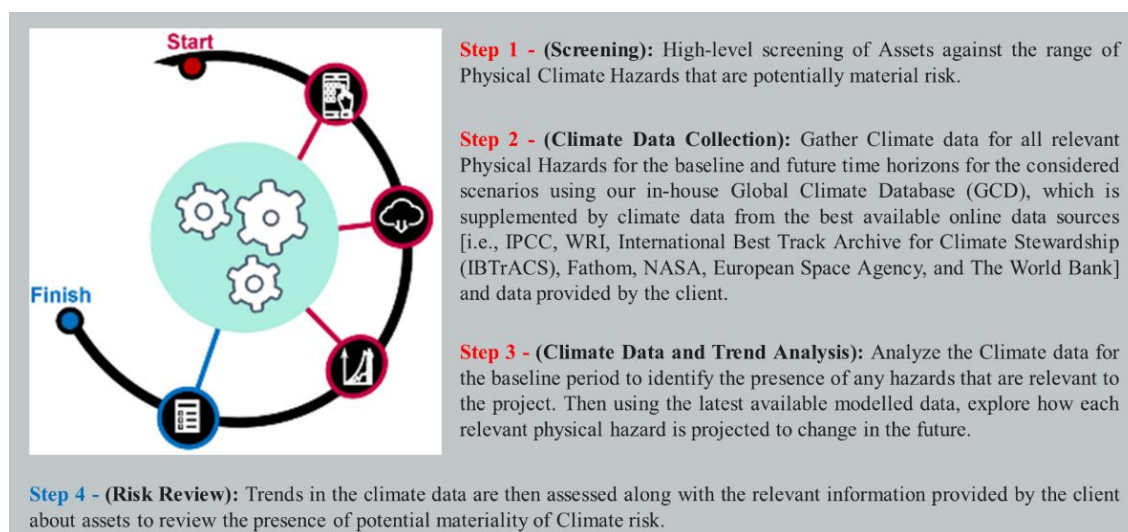 Start
Finish
Step 1 - (Screening): High-level screening of Assets against the range of
Physical Climate Hazards that are potentially material risk.
Step 2 - (Climate Data Collection): Gather Climate data for all relevant
Physical Hazards for the baseline and future time horizons for the considered
scenarios using our in-house Global Climate Database (GCD), which is
supplemented by climate data from the best available online data sources
[i.e., IPCC, WRI, International Best Track Archive for Climate Stewardship
(IBTrACS), Fathom, NASA, European Space Agency, and The World Bank]
and data provided by the client.
Step 3 - (Climate Data and Trend Analysis): Analyze the Climate data for
the baseline period to identify the presence of any hazards that are relevant to
the project. Then using the latest available modelled data, explore how each
relevant physical hazard is projected to change in the future.
Step 4 - (Risk Review): Trends in the climate data are then assessed along with the relevant information provided by the client
about assets to review the presence of potential materiality of Climate risk.